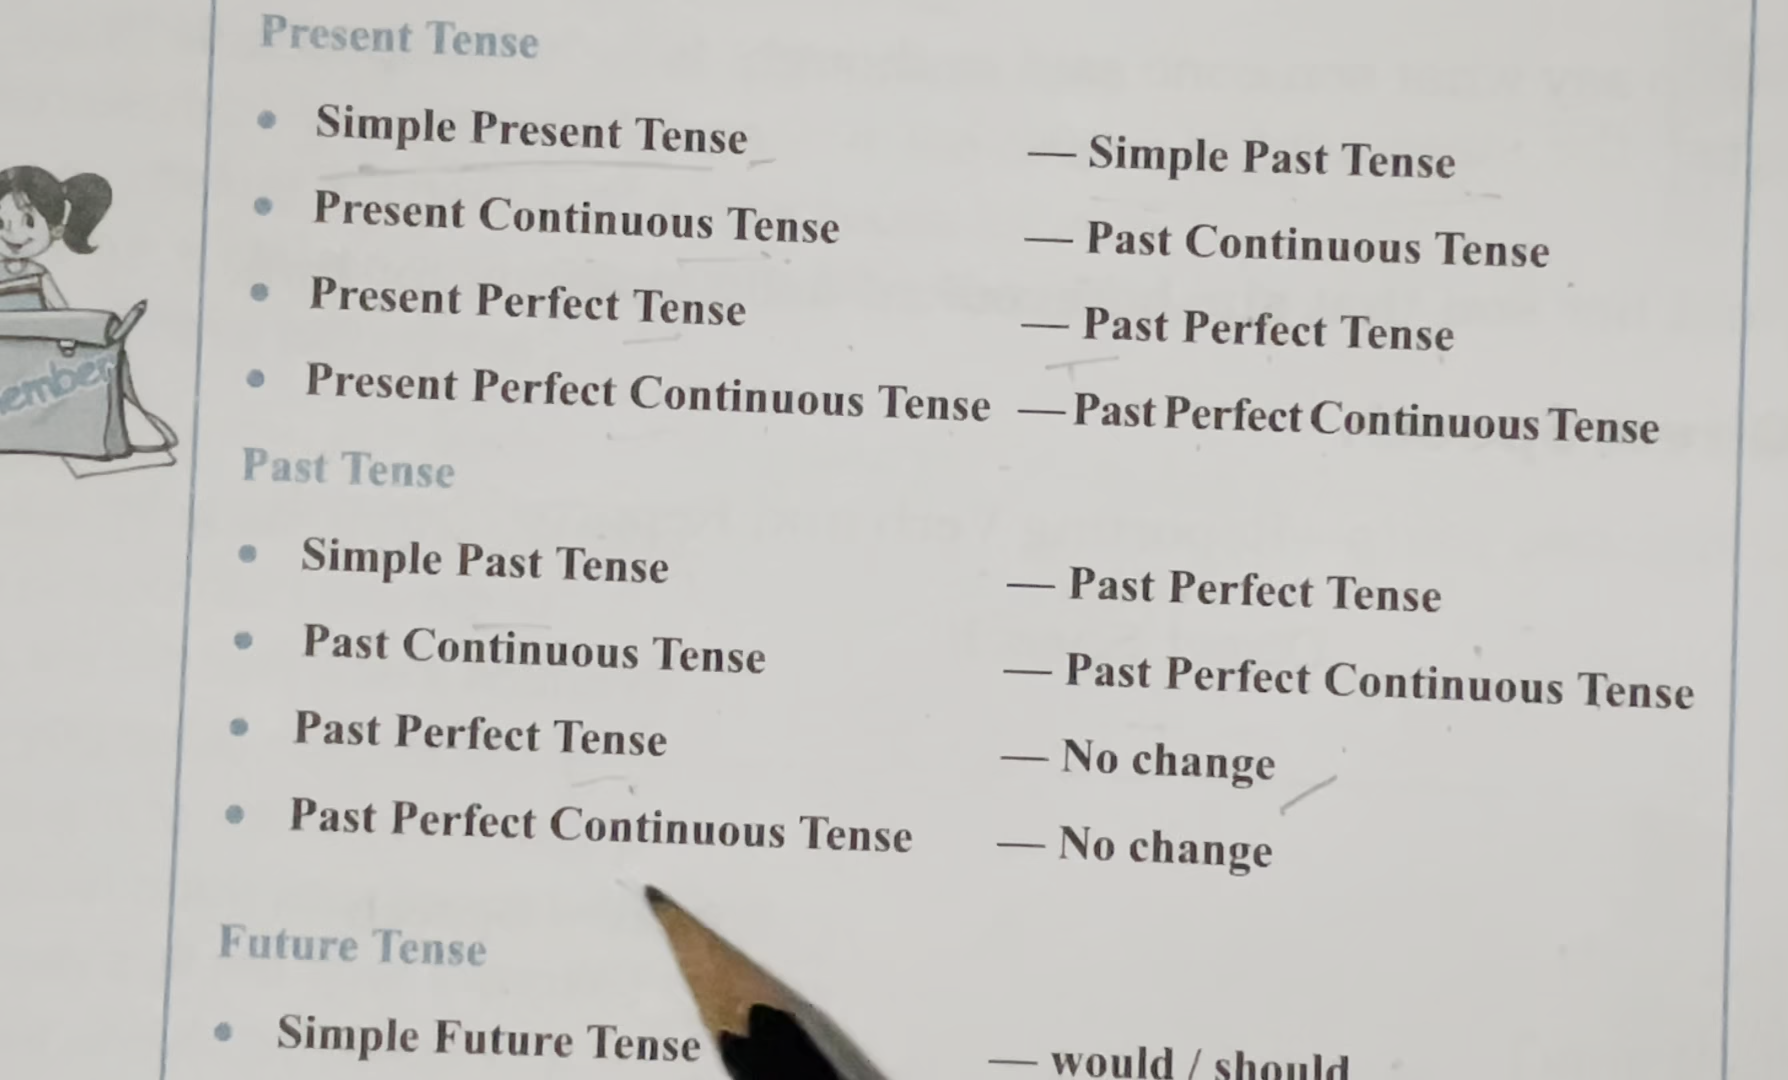 Present Tense
• Simple Present Tense — Simple Past Tense
• Present Continuous Tense — Past Continuous Tense
• Present Perfect Tense — Past Perfect Tense
• Present Perfect Continuous Tense — Past Perfect Continuous Tense
ember
Past Tense
• Simple Past Tense — Past Perfect Tense
• Past Continuous Tense — Past Perfect Continuous Tense
• Past Perfect Tense — No change
• Past Perfect Continuous Tense — No change
Future Tense
• Simple Future Tense — would / should